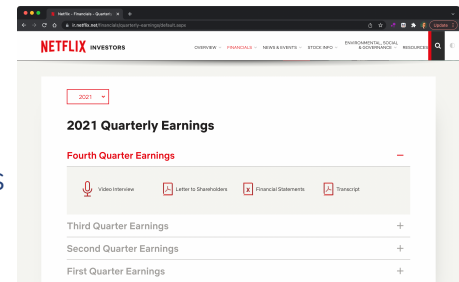 Netflix - Financials - Quarterl
ir.netflix.net/financials/quarterly-earnings/default.aspx
Update
NETFLIX INVESTORS
OVERVIEW
FINANCIALS
NEWS & EVENTS
STOCK INFO
ENVIRONMENTAL, SOCIAL & GOVERNANCE
RESOURCES
2021
2021 Quarterly Earnings
Fourth Quarter Earnings
Video Interview
Letter to Shareholders
Financial Statements
Transcript
Third Quarter Earnings
Second Quarter Earnings
First Quarter Earnings